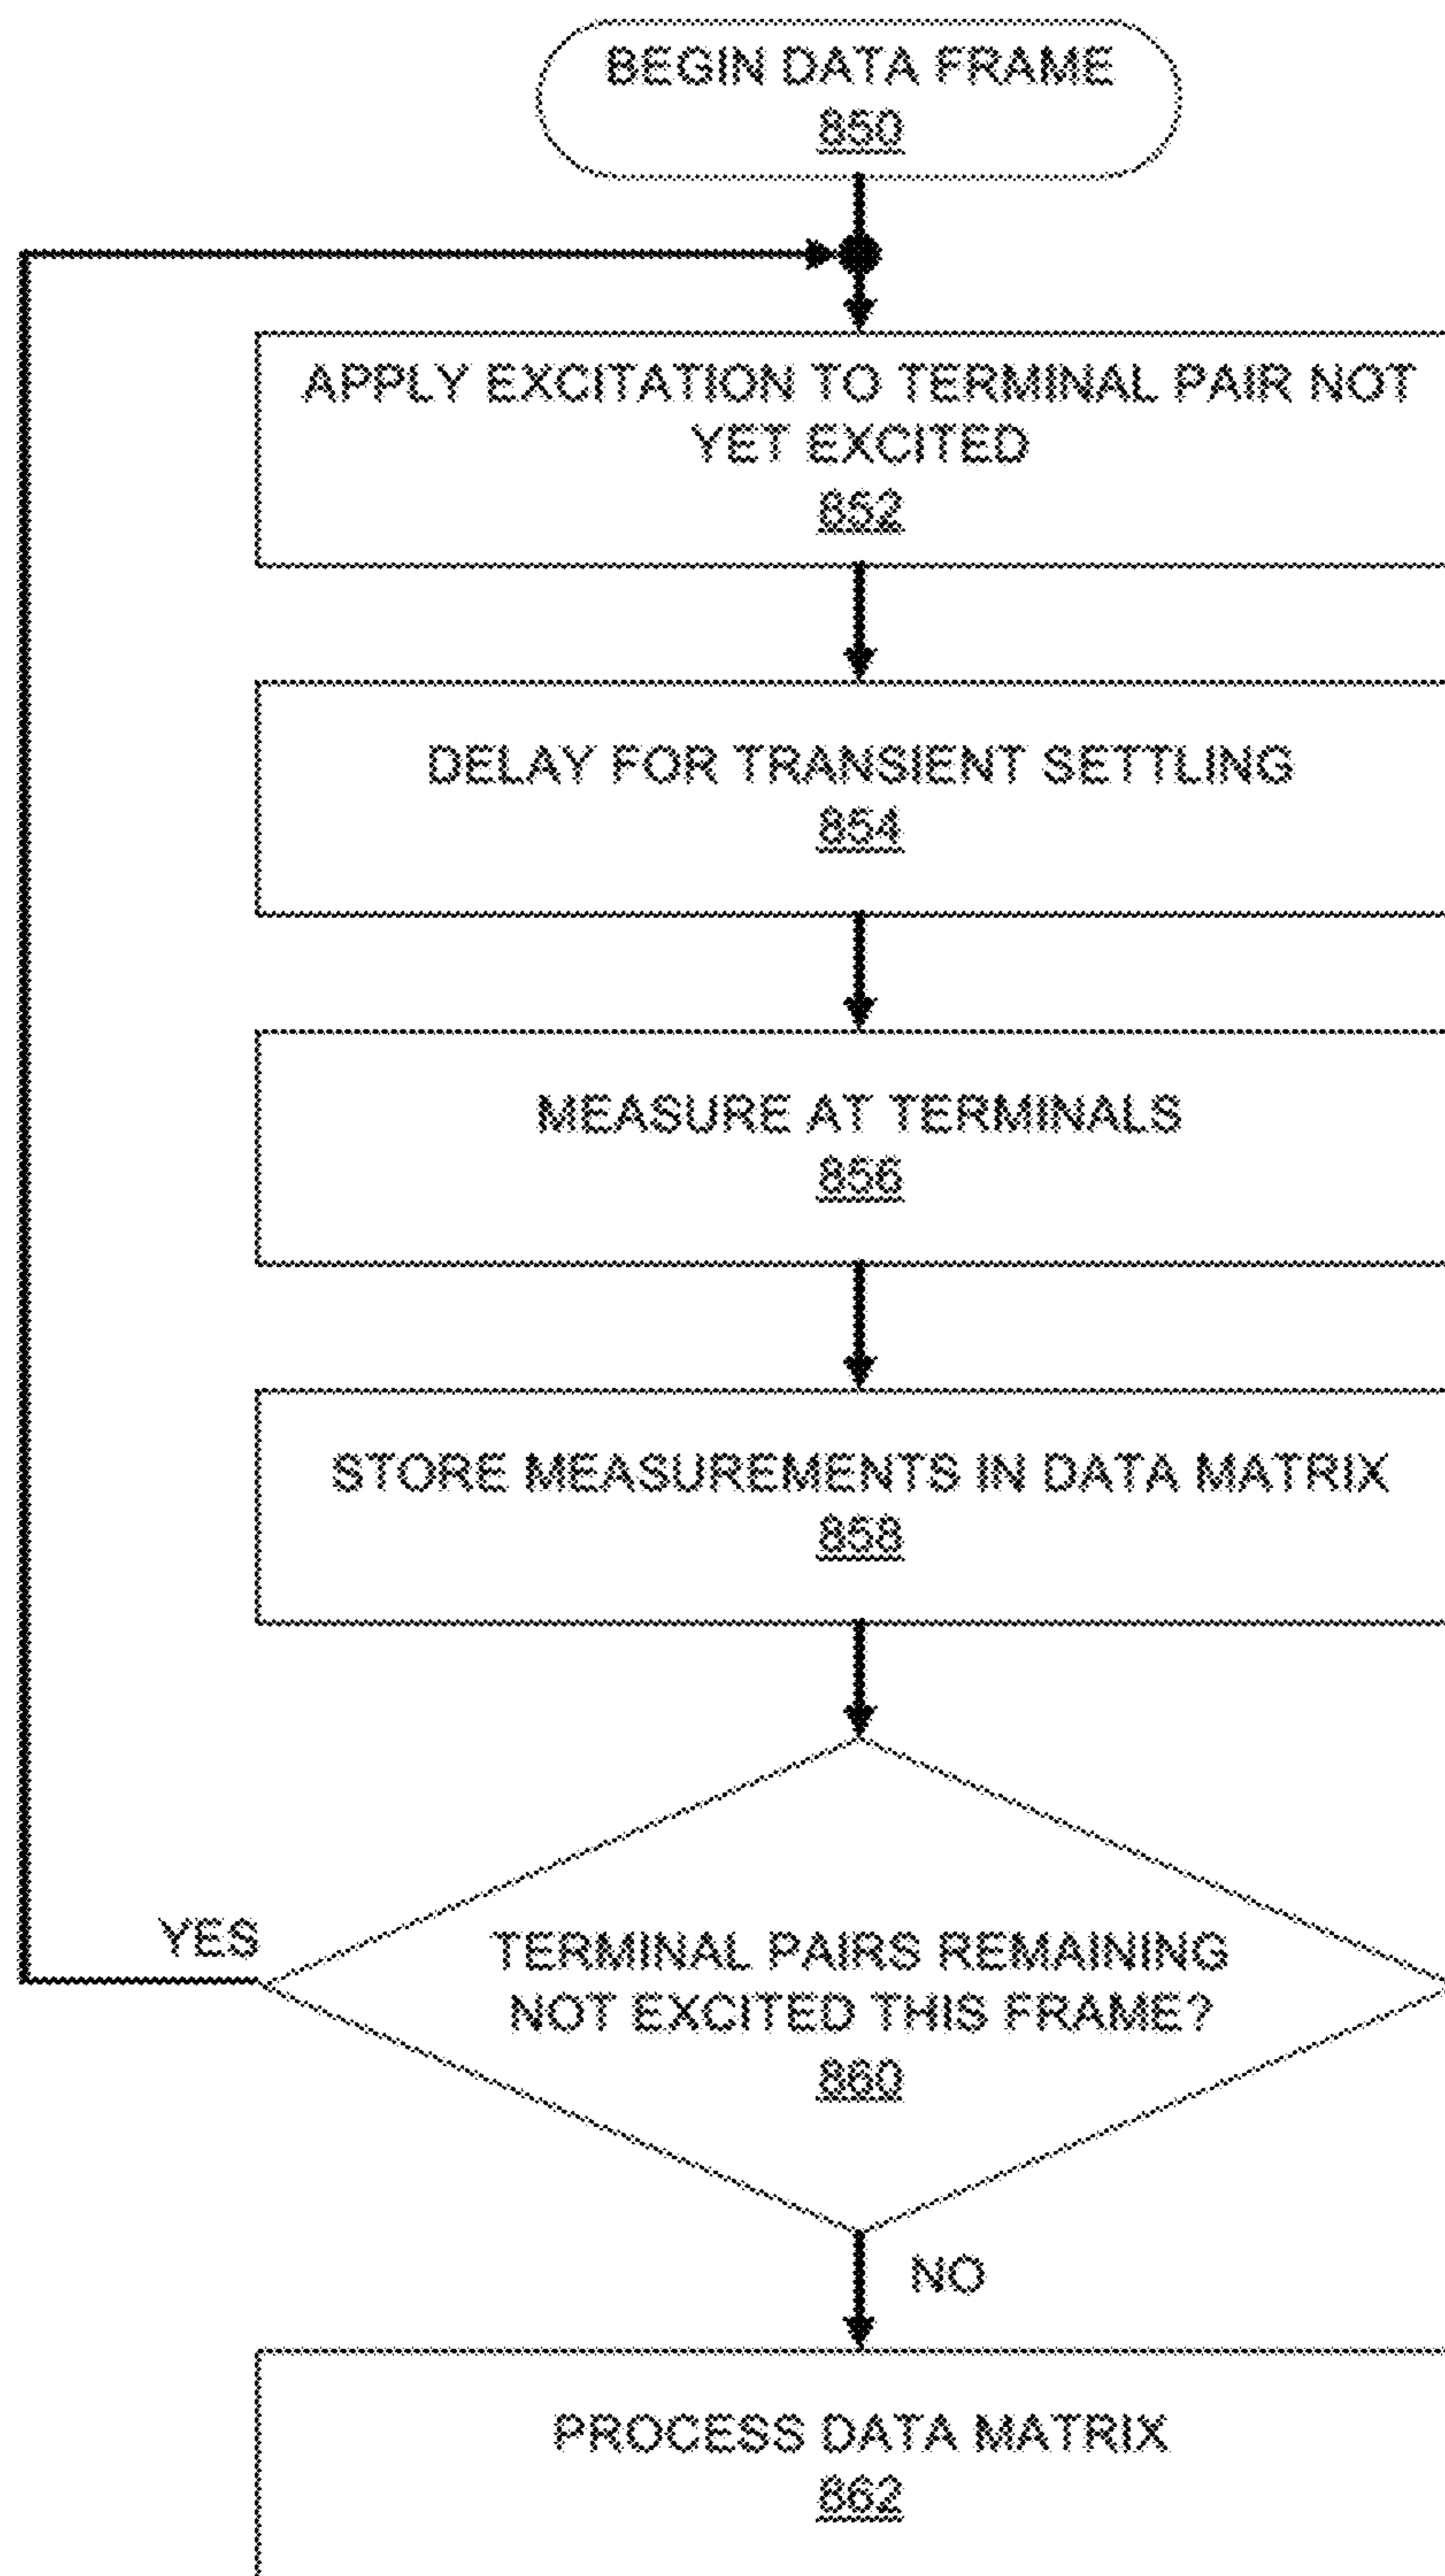 BEGIN DATA FRAME
850
APPLY EXCITATION TO TERMINAL PAIR NOT
YET EXCITED
852
DELAY FOR TRANSIENT SETTLING
854
MEASURE AT TERMINALS
856
STORE MEASUREMENTS IN DATA MATRIX
858
YES
TERMINAL PAIRS REMAINING
NOT EXCITED THIS FRAME?
860
NO
PROCESS DATA MATRIX
862